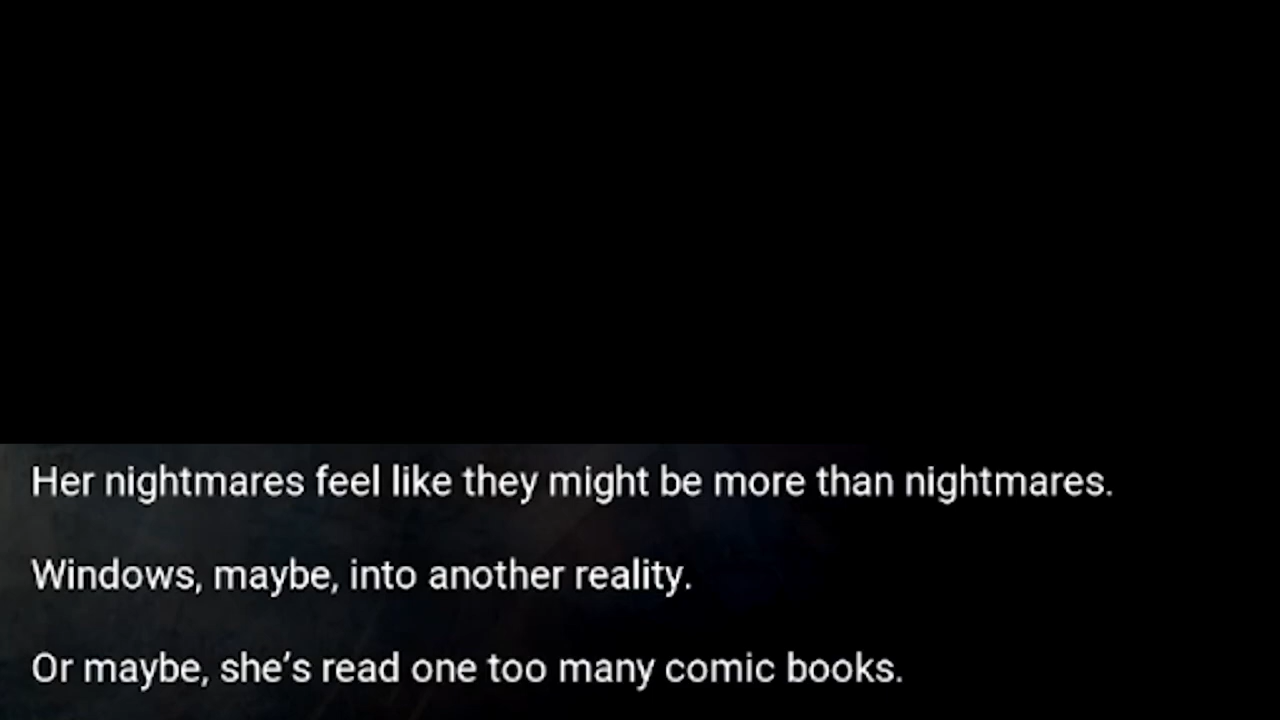 Her nightmares feel like they might be more than nightmares.
Windows, maybe, into another reality.
Or maybe, she’s read one too many comic books.